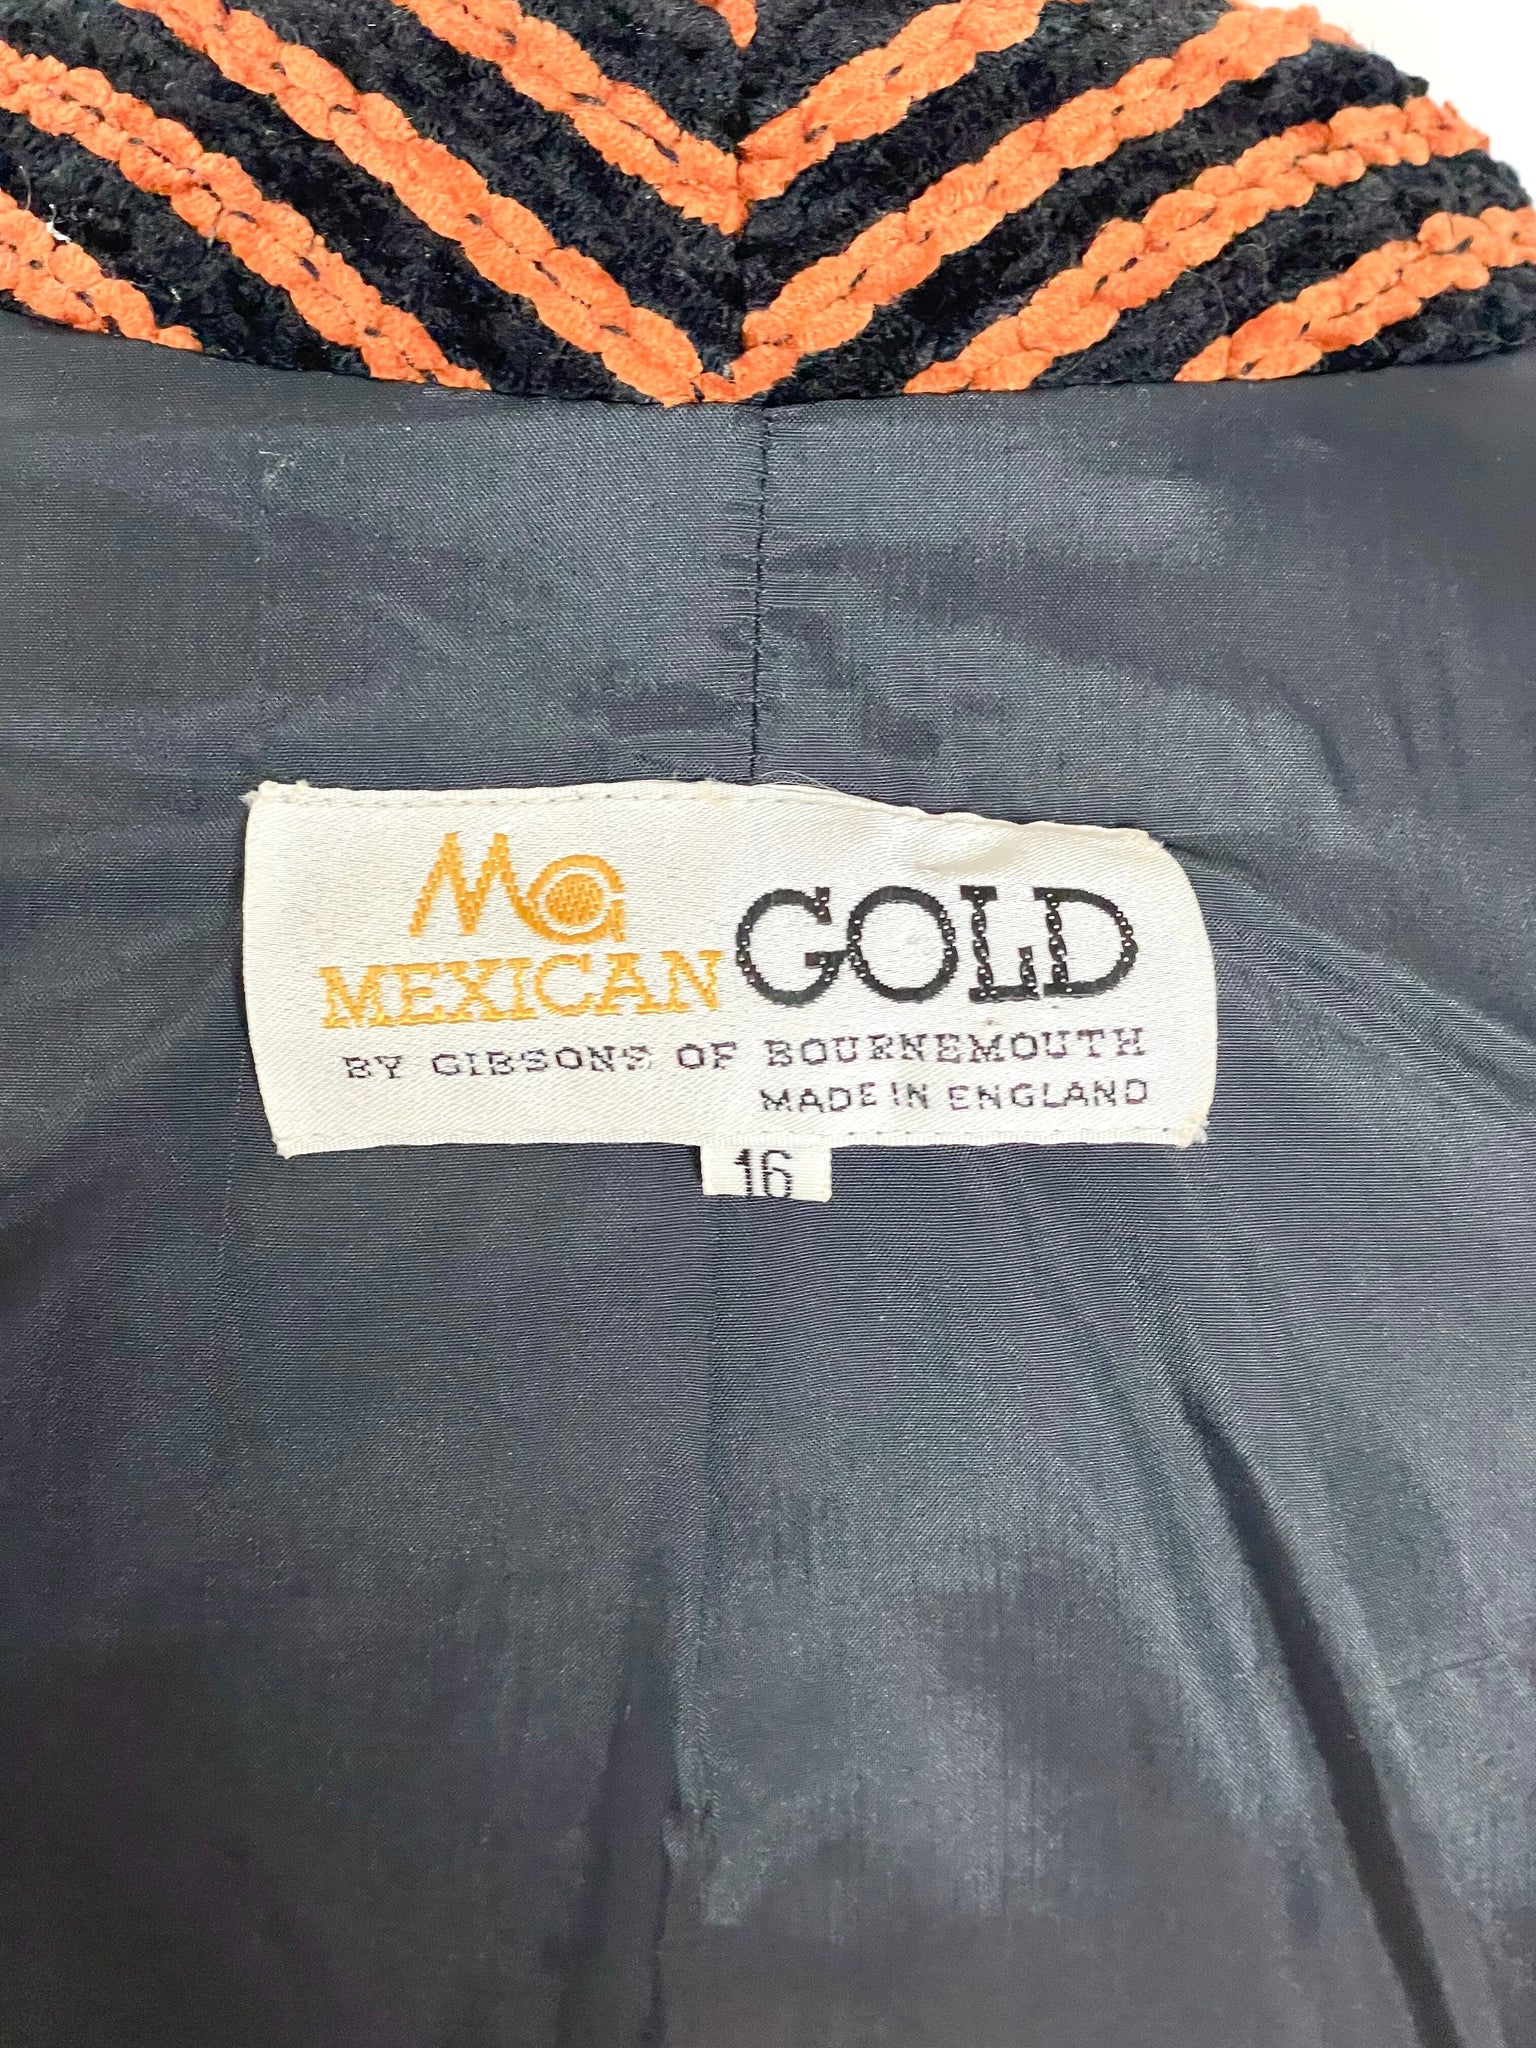 MG
MEXICAN GOLD
BY GIBSONS OF BOURNEMOUTH
MADE IN ENGLAND
16